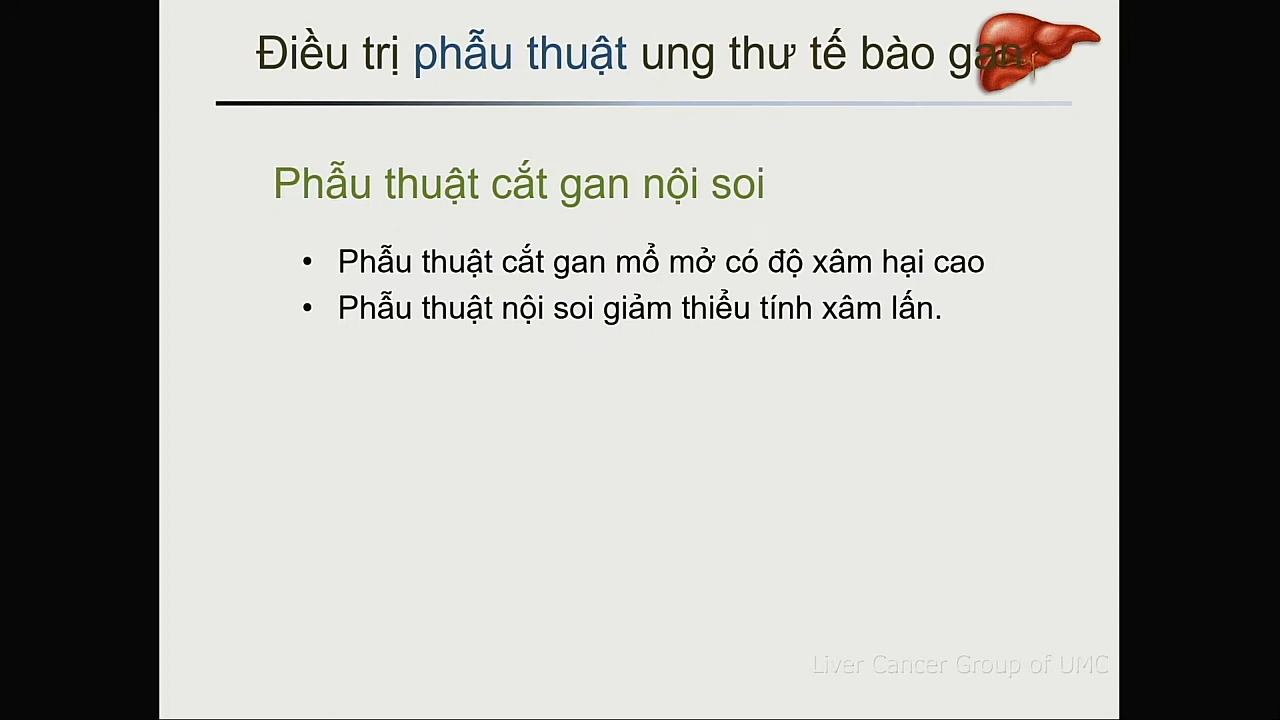 Điều trị phẫu thuật ung thư tế bào gan
Phẫu thuật cắt gan nội soi
• Phẫu thuật cắt gan mổ mở có độ xâm hại cao
• Phẫu thuật nội soi giảm thiểu tính xâm lấn.
Liver Cancer Group of UMC